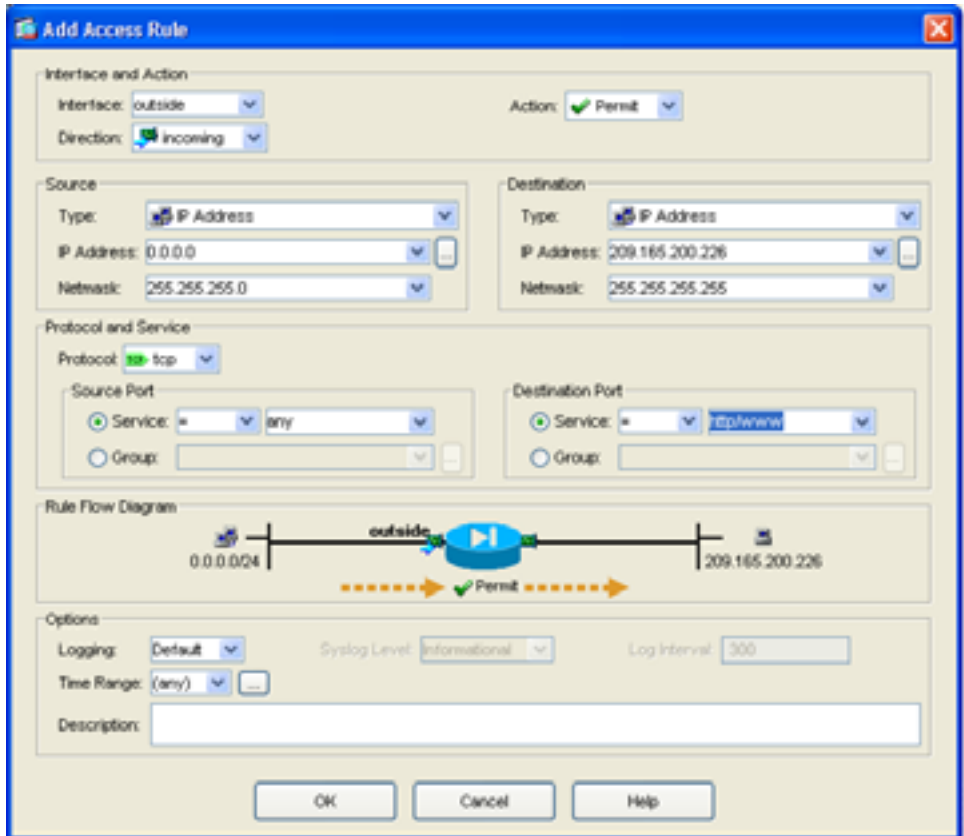 Add Access Rule
Interface and Action
Interface: outside
Action: Permit
Direction: incoming
Source
Type: IP Address
IP Address: 0.0.0.0 ...
Netmask: 255.255.255.0
Destination
Type: IP Address
IP Address: 209.165.200.226 ...
Netmask: 255.255.255.255
Protocol and Service
Protocol: TCP tcp
Source Port
Service: = any
Group: ...
Destination Port
Service: = http/www
Group: ...
Rule Flow Diagram
outside
0.0.0.0/24
209.165.200.226
Permit
Options
Logging: Default
Syslog Level: Informational
Log Interval: 300
Time Range: (any) ...
Description:
OK
Cancel
Help